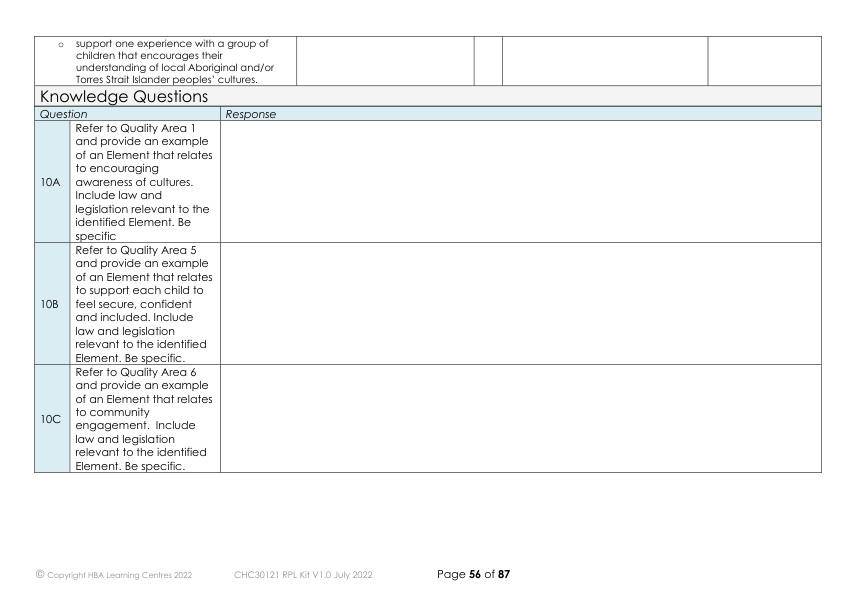 o support one experience with a group of
children that encourages their
understanding of local Aboriginal and/or
Torres Strait Islander peoples' cultures.
Knowledge Questions
Question Response
10A
Refer to Quality Area 1
and provide an example
of an Element that relates
to encouraging
awareness of cultures.
Include law and
legislation relevant to the
identified Element. Be
specific
10B
Refer to Quality Area 5
and provide an example
of an Element that relates
to support each child to
feel secure, confident
and included. Include
law and legislation
relevant to the identified
Element. Be specific.
10C
Refer to Quality Area 6
and provide an example
of an Element that relates
to community
engagement.  Include
law and legislation
relevant to the identified
Element. Be specific.
© Copyright HBA Learning Centres 2022 CHC30121 RPL Kit V1.0 July 2022 Page 56 of 87